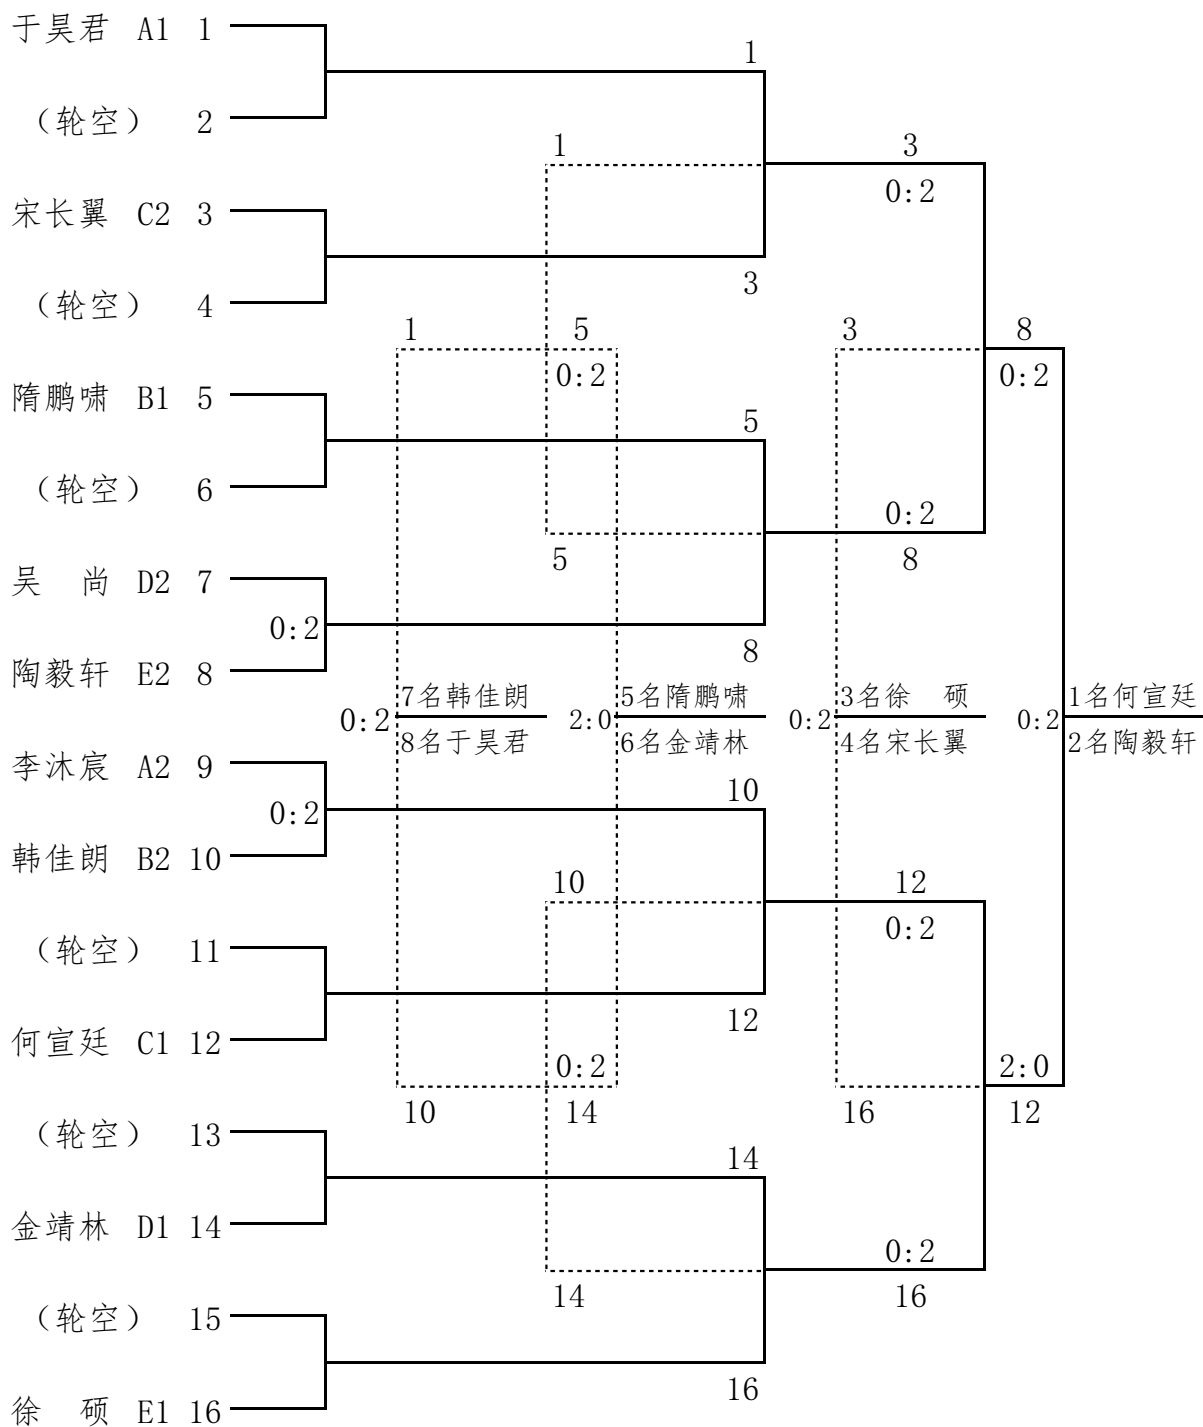 于昊君 A1 1
1
（轮空） 2
1
3
0:2
宋长翼 C2 3
3
（轮空） 4
1
5
3
8
0:2
0:2
隋鹏啸 B1 5
5
（轮空） 6
0:2
5
8
吴　尚 D2 7
0:2
8
陶毅轩 E2 8
7名韩佳朗
5名隋鹏啸
3名徐　硕
1名何宣廷
0:2
2:0
0:2
0:2
8名于昊君
6名金靖林
4名宋长翼
2名陶毅轩
李沐宸 A2 9
10
0:2
韩佳朗 B2 10
10
12
0:2
（轮空） 11
12
何宣廷 C1 12
0:2
2:0
10
14
16
12
（轮空） 13
14
金靖林 D1 14
0:2
14
16
（轮空） 15
16
徐　硕 E1 16